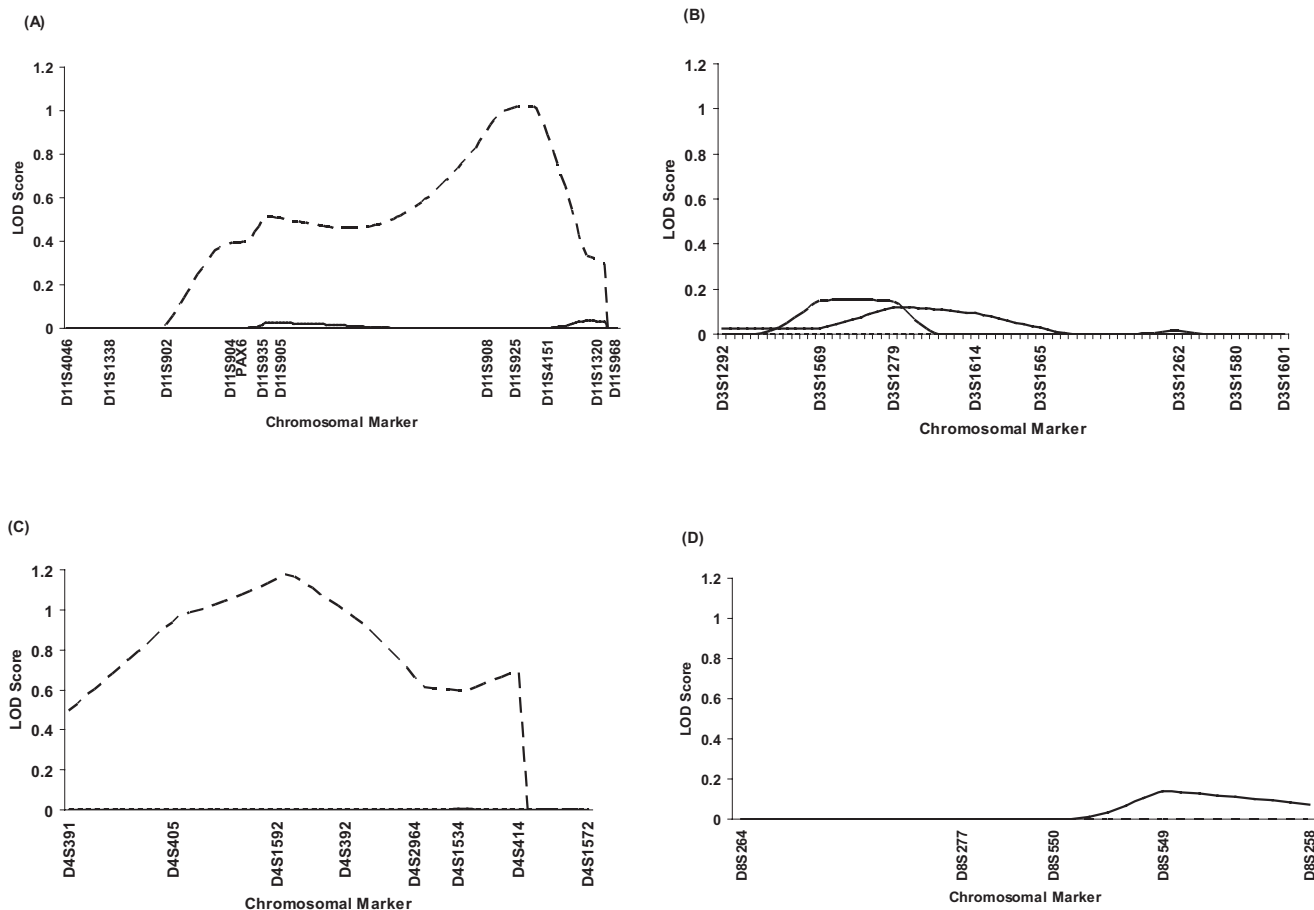 (A)
1.2
1
0.8
0.6
0.4
0.2
0
LOD Score
D11S4046
D11S1338
D11S902
D11S904
PAX6
D11S935
D11S905
D11S908
D11S925
D11S4151
D11S1320
D11S968
Chromosomal Marker
(B)
1.2
1
0.8
0.6
0.4
0.2
0
LOD Score
D3S1292
D3S1569
D3S1279
D3S1614
D3S1565
D3S1262
D3S1580
D3S1601
Chromosomal Marker
(C)
1.2
1
0.8
0.6
0.4
0.2
0
LOD Score
D4S391
D4S405
D4S1592
D4S392
D4S2964
D4S1534
D4S414
D4S1572
Chromosomal Marker
(D)
1.2
1
0.8
0.6
0.4
0.2
0
LOD Score
D8S264
D8S277
D8S550
D8S549
D8S258
Chromosomal Marker